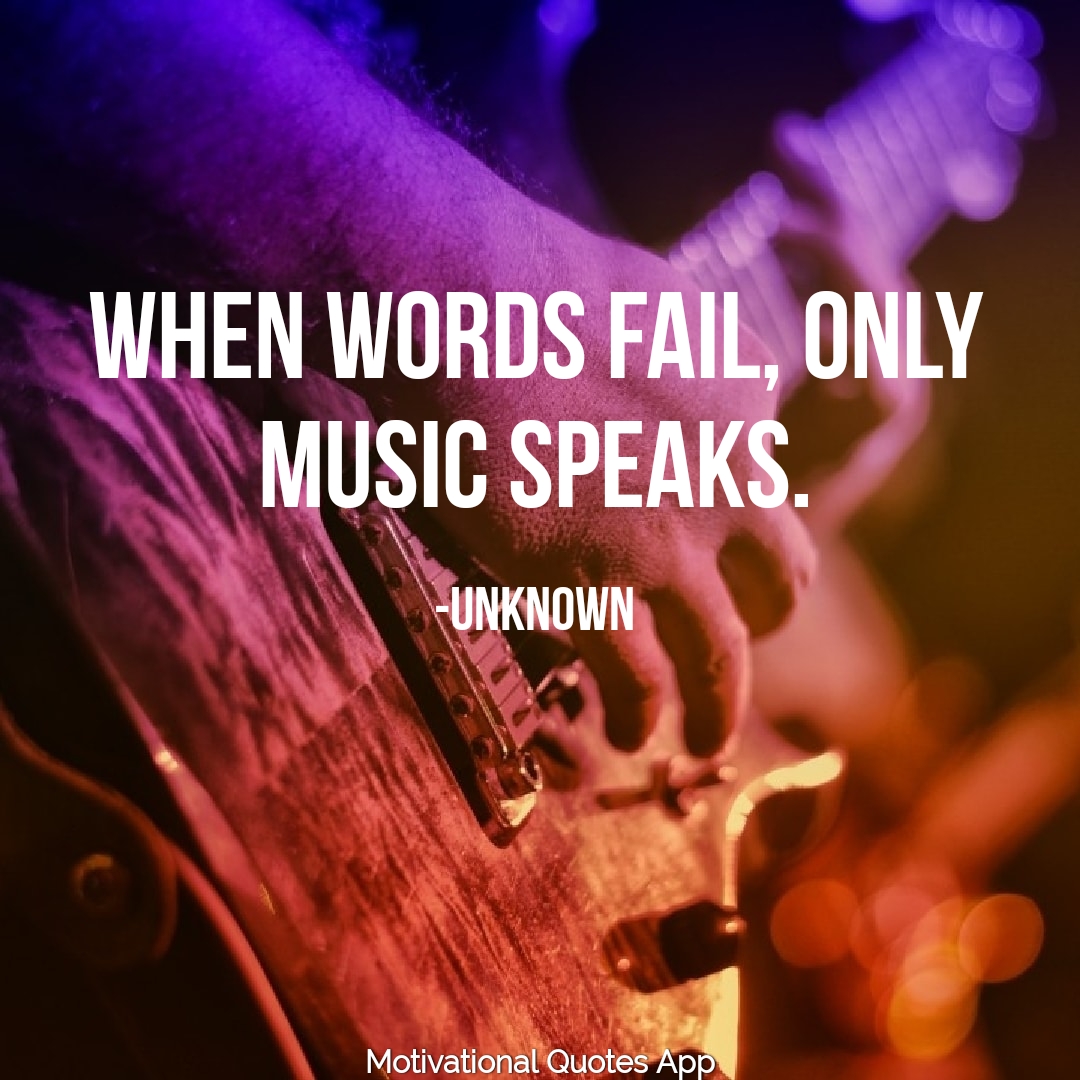 WHEN WORDS FAIL, ONLY
MUSIC SPEAKS.
-UNKNOWN
Motivational Quotes App